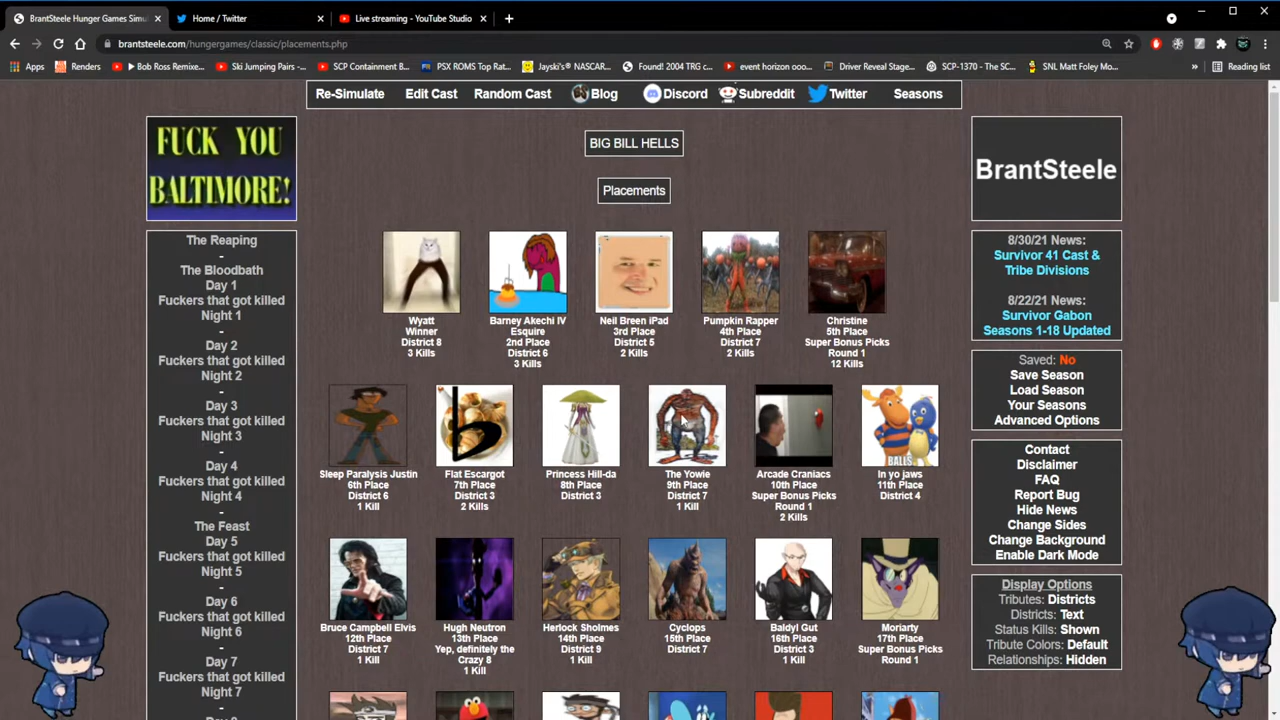 BrantSteele Hunger Games Simu
Home / Twitter
Live streaming - YouTube Studio
brantsteele.com/hungergames/classic/placements.php
Apps
Renders
Bob Ross Remixe...
Ski Jumping Pairs -...
SCP Containment B...
PSX ROMS Top Rat...
Jayski's® NASCAR...
Found! 2004 TRG c...
event horizon ooo...
Driver Reveal Stage...
SCP-1370 - The SC...
SNL Matt Foley Mo...
»
Reading list
Re-Simulate
Edit Cast
Random Cast
Blog
Discord
Subreddit
Twitter
Seasons
FUCK YOU
BALTIMORE!
The Reaping
-
The Bloodbath
Day 1
Fuckers that got killed
Night 1
-
Day 2
Fuckers that got killed
Night 2
-
Day 3
Fuckers that got killed
Night 3
-
Day 4
Fuckers that got killed
Night 4
-
The Feast
Day 5
Fuckers that got killed
Night 5
-
Day 6
Fuckers that got killed
Night 6
-
Day 7
Fuckers that got killed
Night 7
-
BIG BILL HELLS
Placements
Wyatt
Winner
District 8
3 Kills
Barney Akechi IV
Esquire
2nd Place
District 6
3 Kills
Neil Breen iPad
3rd Place
District 5
2 Kills
Pumpkin Rapper
4th Place
District 7
2 Kills
Christine
5th Place
Super Bonus Picks
Round 1
12 Kills
Sleep Paralysis Justin
6th Place
District 6
1 Kill
b
Flat Escargot
7th Place
District 3
2 Kills
Princess Hill-da
8th Place
District 3
The Yowie
9th Place
District 7
1 Kill
Arcade Craniacs
10th Place
Super Bonus Picks
Round 1
2 Kills
BALLS
In yo jaws
11th Place
District 4
Bruce Campbell Elvis
12th Place
District 7
1 Kill
Hugh Neutron
13th Place
Yep, definitely the
Crazy 8
1 Kill
Herlock Sholmes
14th Place
District 9
1 Kill
Cyclops
15th Place
District 7
Baldyl Gut
16th Place
District 3
1 Kill
Moriarty
17th Place
Super Bonus Picks
Round 1
BrantSteele
8/30/21 News:
Survivor 41 Cast &
Tribe Divisions
8/22/21 News:
Survivor Gabon
Seasons 1-18 Updated
Saved: No
Save Season
Load Season
Your Seasons
Advanced Options
Contact
Disclaimer
FAQ
Report Bug
Hide News
Change Sides
Change Background
Enable Dark Mode
Display Options
Tributes: Districts
Districts: Text
Status Kills: Shown
Tribute Colors: Default
Relationships: Hidden